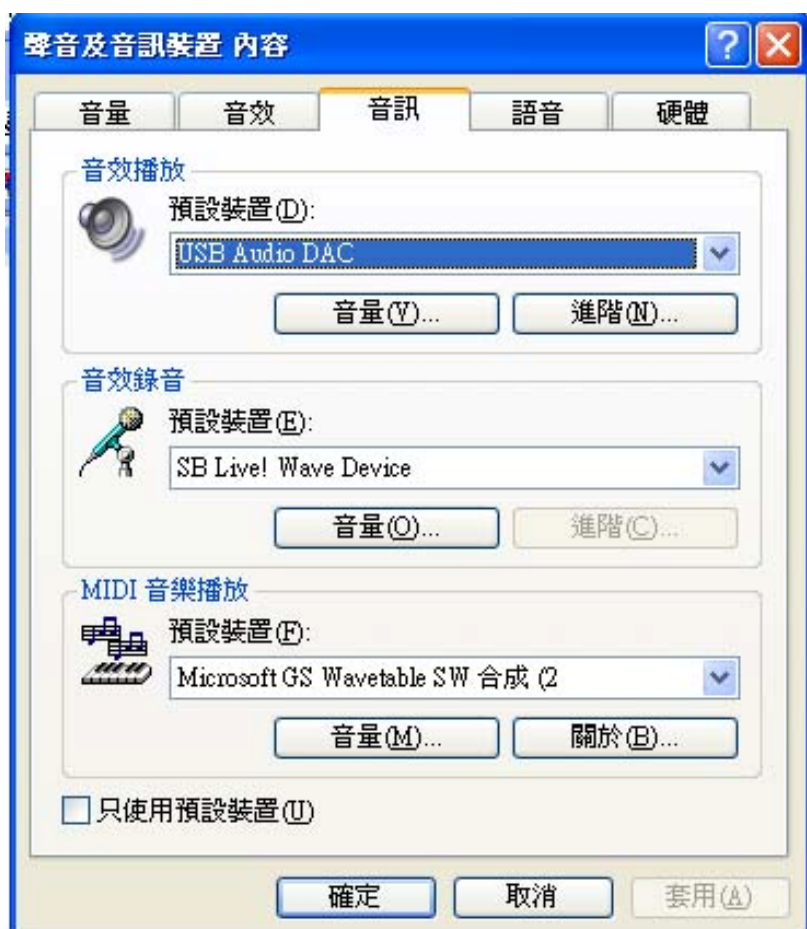 聲音及音訊裝置 內容
音量 音效 音訊 語音 硬體
音效播放
預設裝置(D):
USB Audio DAC
音量(V)... 進階(N)...
音效錄音
預設裝置(E):
SB Live! Wave Device
音量(O)... 進階(C)...
MIDI 音樂播放
預設裝置(F):
Microsoft GS Wavetable SW 合成 (2
音量(M)... 關於(B)...
只使用預設裝置(U)
確定 取消 套用(A)